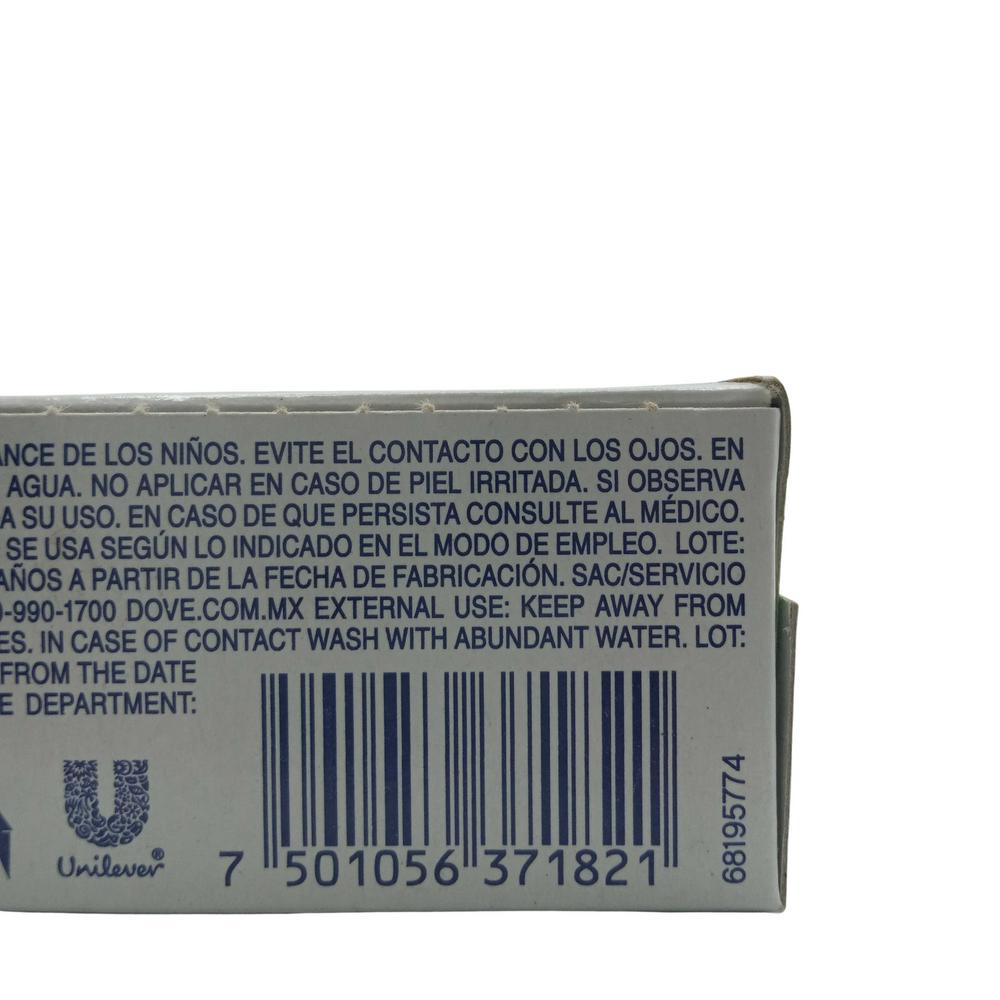 ANCE DE LOS NIÑOS. EVITE EL CONTACTO CON LOS OJOS. EN
AGUA. NO APLICAR EN CASO DE PIEL IRRITADA. SI OBSERVA
A SU USO. EN CASO DE QUE PERSISTA CONSULTE AL MÉDICO.
SE USA SEGÚN LO INDICADO EN EL MODO DE EMPLEO. LOTE:
AÑOS A PARTIR DE LA FECHA DE FABRICACIÓN. SAC/SERVICIO
0-990-1700 DOVE.COM.MX EXTERNAL USE: KEEP AWAY FROM
ES. IN CASE OF CONTACT WASH WITH ABUNDANT WATER. LOT:
FROM THE DATE
E DEPARTMENT:
Unilever®
7 501056 371821
68195774